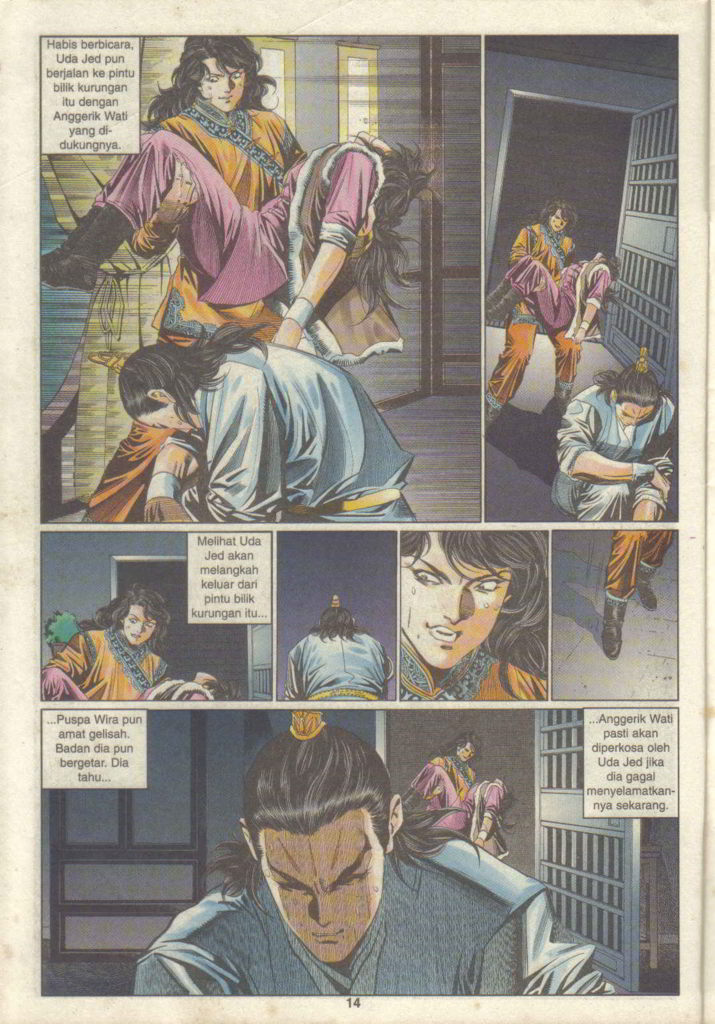 Habis berbicara,
Uda Jed pun
berjalan ke pintu
bilik kurungan
itu dengan
Anggerik Wati
yang di-
dukungnya.
Melihat Uda
Jed akan
melangkah
keluar dari
pintu bilik
kurungan itu...
...Puspa Wira pun
amat gelisah.
Badan dia pun
bergetar. Dia
tahu...
...Anggerik Wati
pasti akan
diperkosa oleh
Uda Jed jika
dia gagal
menyelamatkan-
nya sekarang.
14